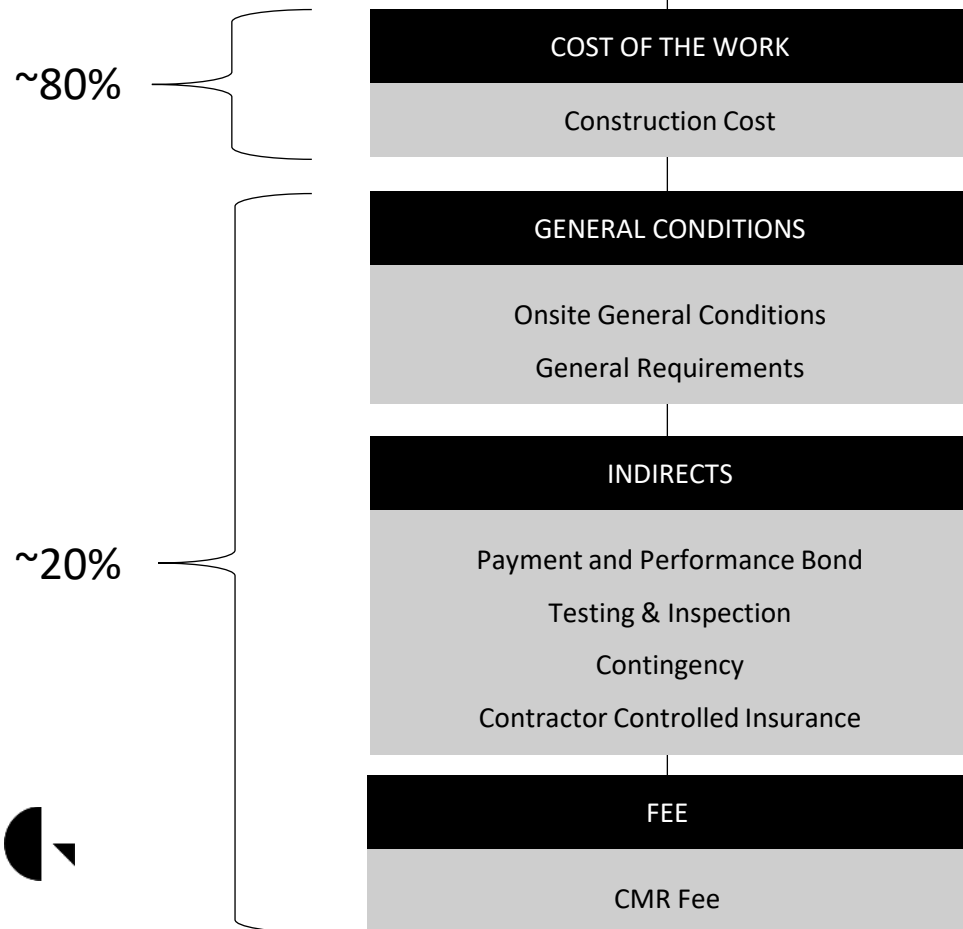 ~80%
COST OF THE WORK
Construction Cost
~20%
GENERAL CONDITIONS
Onsite General Conditions
General Requirements
INDIRECTS
Payment and Performance Bond
Testing & Inspection
Contingency
Contractor Controlled Insurance
FEE
CMR Fee